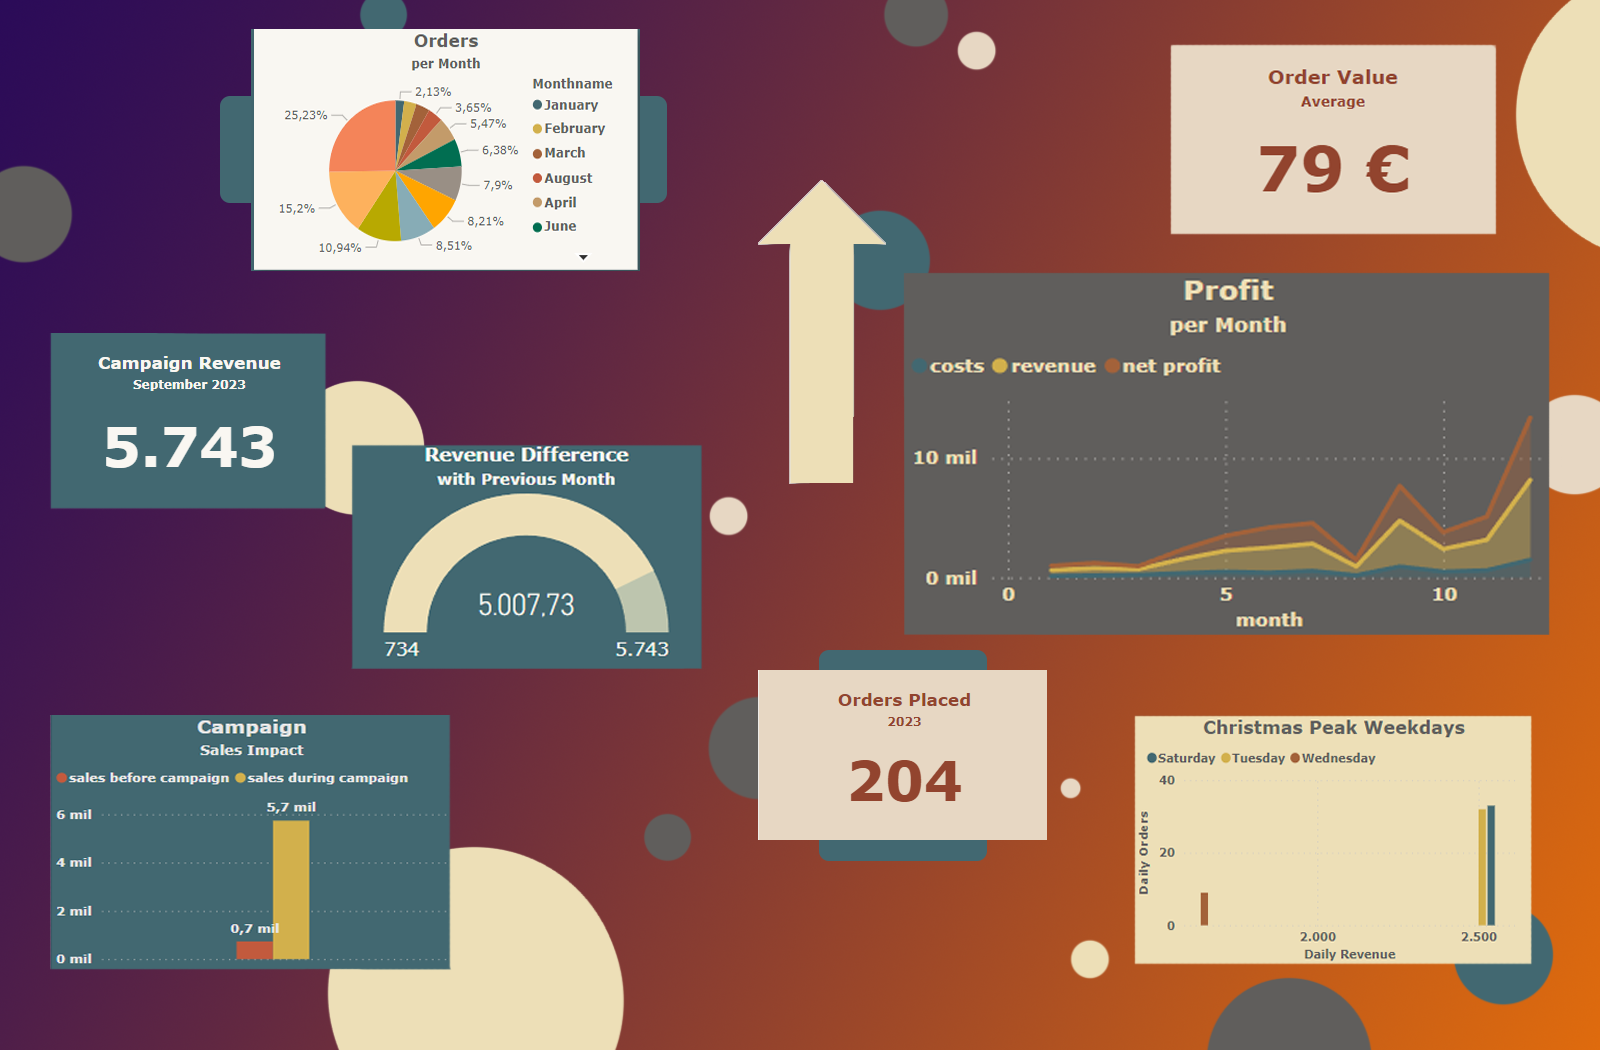 Orders
per Month
Monthname
January
February
March
August
April
June
2,13%
3,65%
5,47%
6,38%
7,9%
8,21%
8,51%
10,94%
15,2%
25,23%
Order Value
Average
79 €
Campaign Revenue
September 2023
5.743
Revenue Difference
with Previous Month
5.007,73
734
5.743
Profit
per Month
costs revenue net profit
10 mil
0 mil
0 5 10
month
Campaign
Sales Impact
sales before campaign sales during campaign
5,7 mil
6 mil
4 mil
2 mil
0,7 mil
0 mil
Orders Placed
2023
204
Christmas Peak Weekdays
Saturday Tuesday Wednesday
40
20
0
Daily Orders
2.000 2.500
Daily Revenue